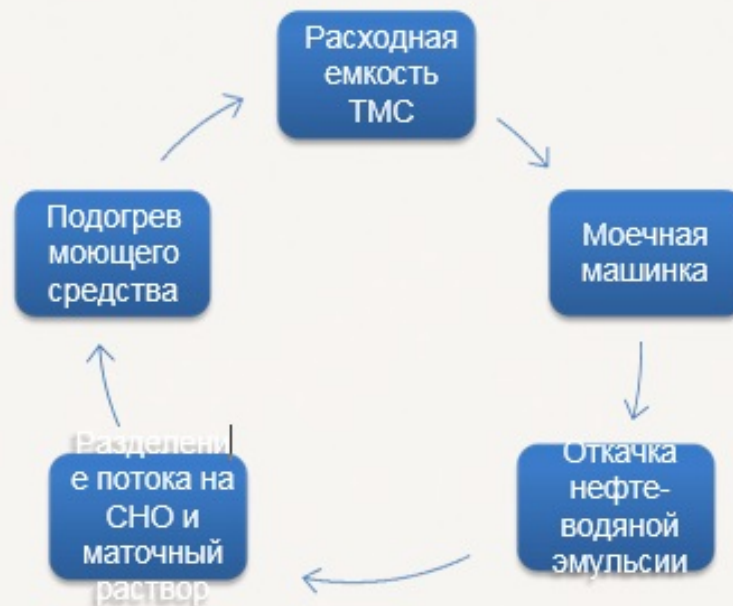 Расходная
емкость
ТМС
Моечная
машинка
Откачка
нефте-
водяной
эмульсии
Разделени
е потока на
СНО и
маточный
раствор
Подогрев
моющего
средства